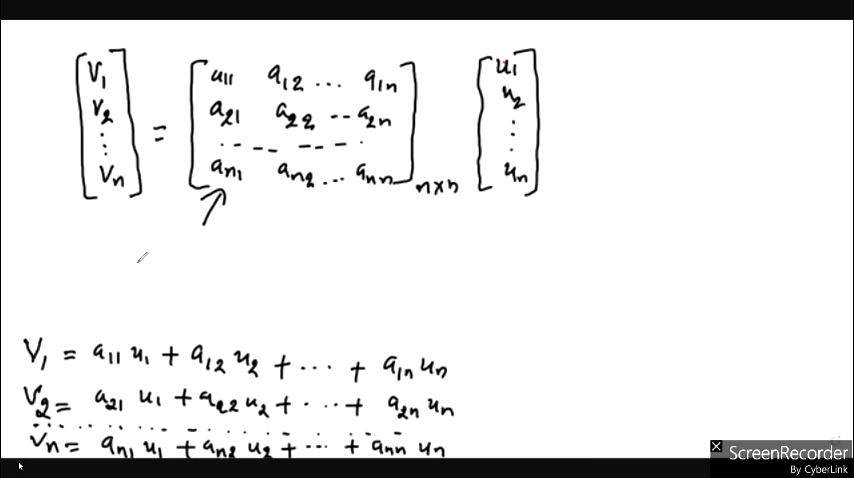 V₁ u₁₁ a₁₂ ... a₁ₙ u₁
V₂ = a₂₁ a₂₂ -- a₂ₙ u₂
⋮ . -- -- --- . ⋮
Vₙ aₙ₁ aₙ₂ ... aₙₙ n×n uₙ
V₁ = a₁₁ u₁ + a₁₂ u₂ + ... + a₁ₙ uₙ
V₂ = a₂₁ u₁ + a₂₂ u₂ + ... + a₂ₙ uₙ
Vₙ = aₙ₁ u₁ + aₙ₂ u₂ + ... + aₙₙ uₙ
ScreenRecorder
By CyberLink